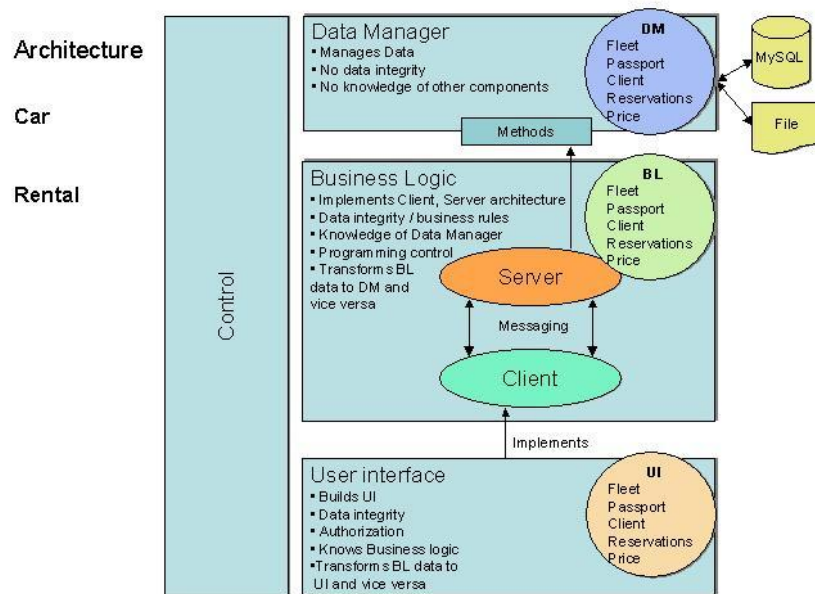 Architecture
Car
Rental
Control
Data Manager
▪ Manages Data
▪ No data integrity
▪ No knowledge of other components
Methods
DM
Fleet
Passport
Client
Reservations
Price
MySQL
File
Business Logic
▪ Implements Client, Server architecture
▪ Data integrity / business rules
▪ Knowledge of Data Manager
▪ Programming control
▪ Transforms BL
data to DM and
vice versa
BL
Fleet
Passport
Client
Reservations
Price
Server
Messaging
Client
Implements
User interface
▪ Builds UI
▪ Data integrity
▪ Authorization
▪ Knows Business logic
▪Transforms BL data to
UI and vice versa
UI
Fleet
Passport
Client
Reservations
Price